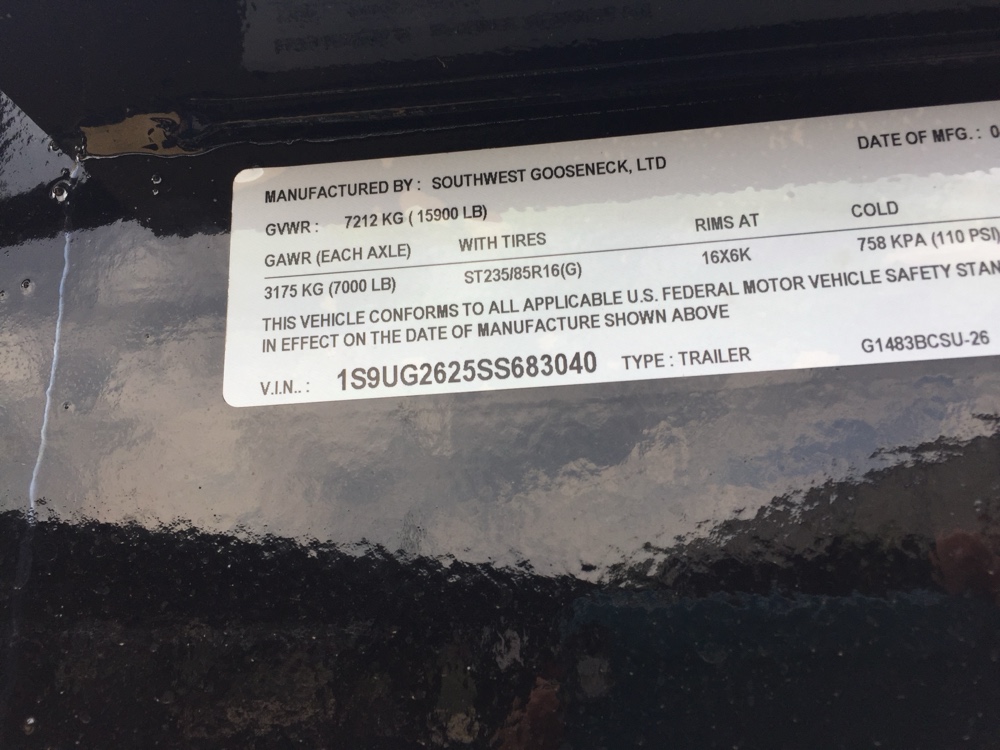 MANUFACTURED BY : SOUTHWEST GOOSENECK, LTD DATE OF MFG. : 0
GVWR : 7212 KG ( 15900 LB)
GAWR (EACH AXLE) WITH TIRES RIMS AT COLD
3175 KG (7000 LB) ST235/85R16(G) 16X6K 758 KPA (110 PSI)
THIS VEHICLE CONFORMS TO ALL APPLICABLE U.S. FEDERAL MOTOR VEHICLE SAFETY STAN
IN EFFECT ON THE DATE OF MANUFACTURE SHOWN ABOVE
V.I.N.. : 1S9UG2625SS683040 TYPE : TRAILER G1483BCSU-26